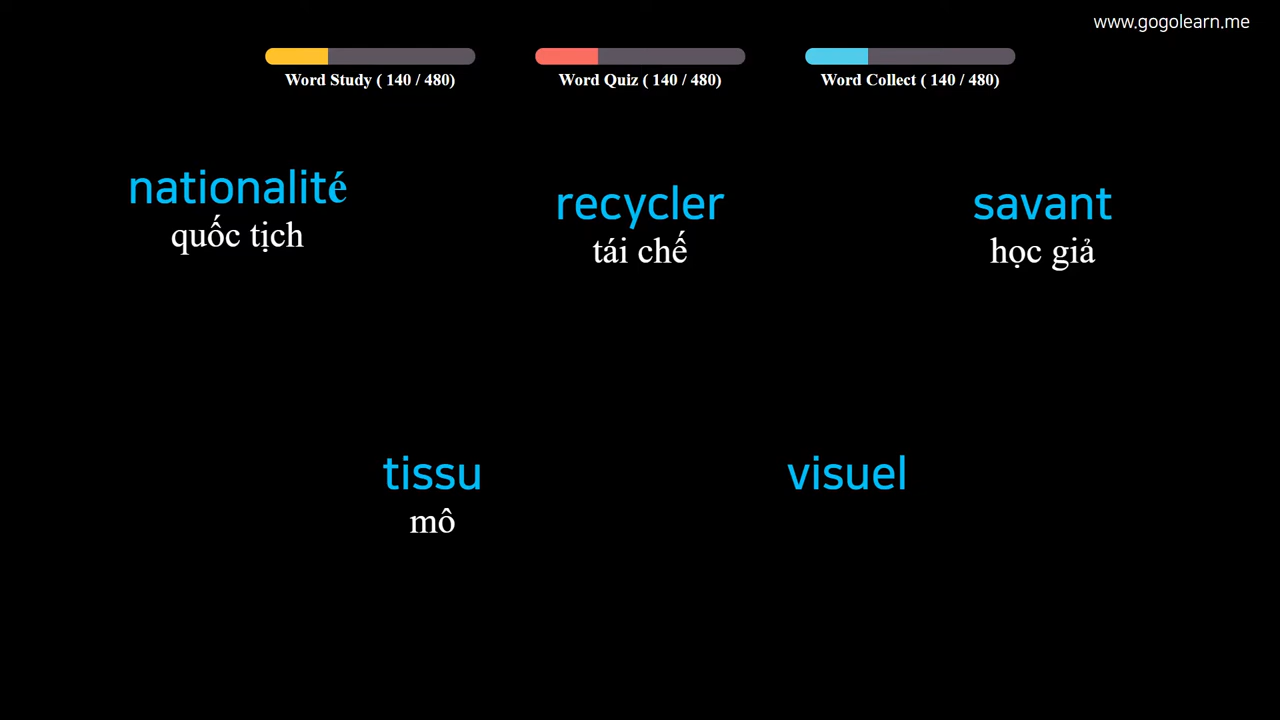 www.gogolearn.me
Word Study ( 140 / 480)
Word Quiz ( 140 / 480)
Word Collect ( 140 / 480)
nationalité
quốc tịch
recycler
tái chế
savant
học giả
tissu
mô
visuel